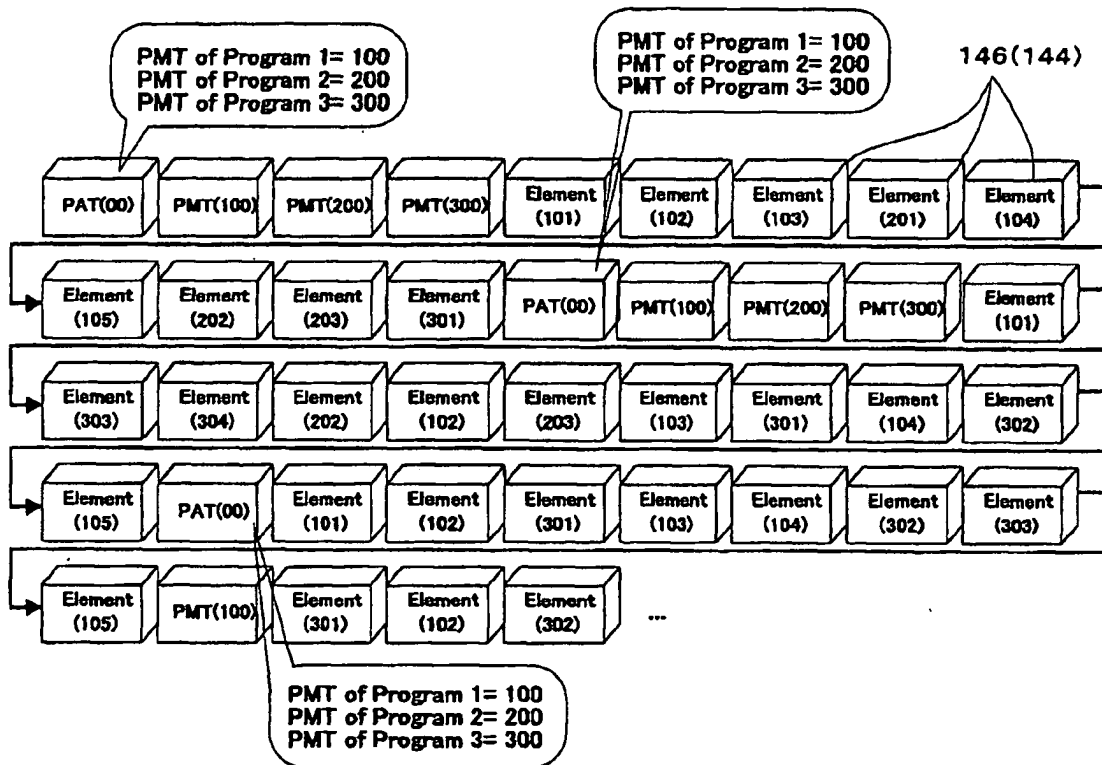 PMT of Program 1= 100
PMT of Program 2= 200
PMT of Program 3= 300
PMT of Program 1= 100
PMT of Program 2= 200
PMT of Program 3= 300
146(144)
PAT(00) PMT(100) PMT(200) PMT(300) Element (101) Element (102) Element (103) Element (201) Element (104)
Element (105) Element (202) Element (203) Element (301) PAT(00) PMT(100) PMT(200) PMT(300) Element (101)
Element (303) Element (304) Element (202) Element (102) Element (203) Element (103) Element (301) Element (104) Element (302)
Element (105) PAT(00) Element (101) Element (102) Element (301) Element (103) Element (104) Element (302) Element (303)
Element (105) PMT(100) Element (301) Element (102) Element (302) ...
PMT of Program 1= 100
PMT of Program 2= 200
PMT of Program 3= 300